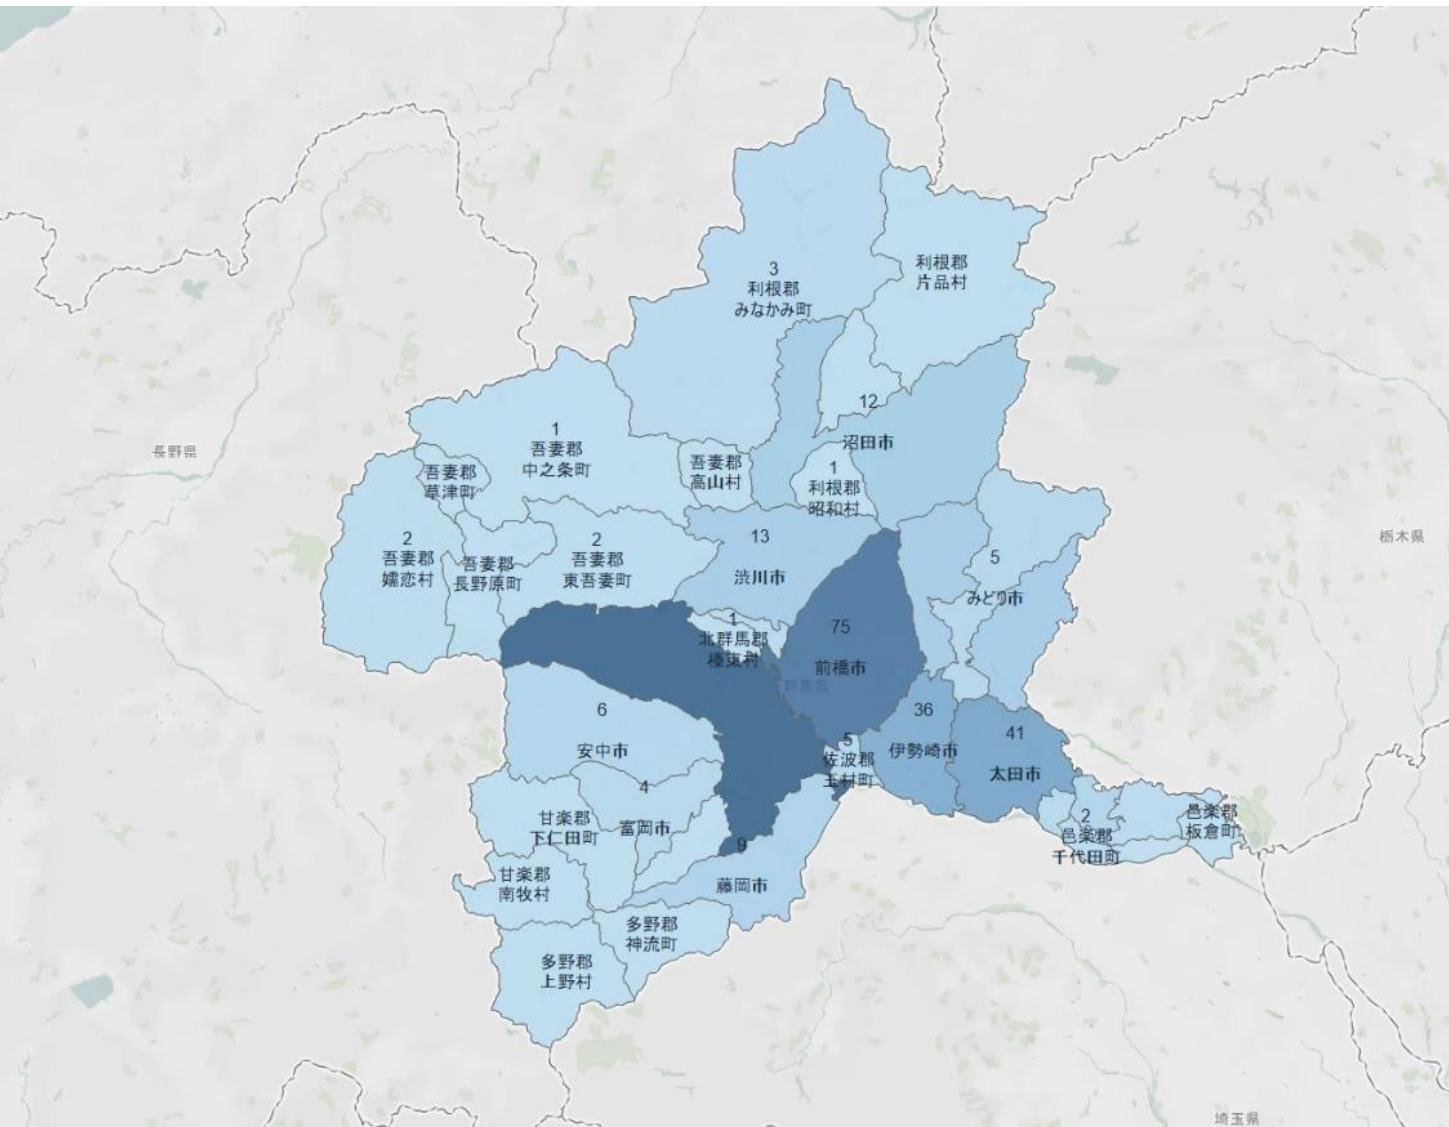 3
利根郡
みなかみ町
利根郡
片品村
12
沼田市
1
吾妻郡
中之条町
吾妻郡
草津町
吾妻郡
高山村
1
利根郡
昭和村
長野県
2
吾妻郡
嬬恋村
吾妻郡
長野原町
2
吾妻郡
東吾妻町
13
渋川市
5
みどり市
栃木県
1
北群馬郡
榛東村
75
前橋市
群馬県
6
安中市
5
佐波郡
玉村町
36
伊勢崎市
41
太田市
4
富岡市
甘楽郡
下仁田町
2
邑楽郡
千代田町
邑楽郡
板倉町
9
藤岡市
甘楽郡
南牧村
多野郡
神流町
多野郡
上野村
埼玉県